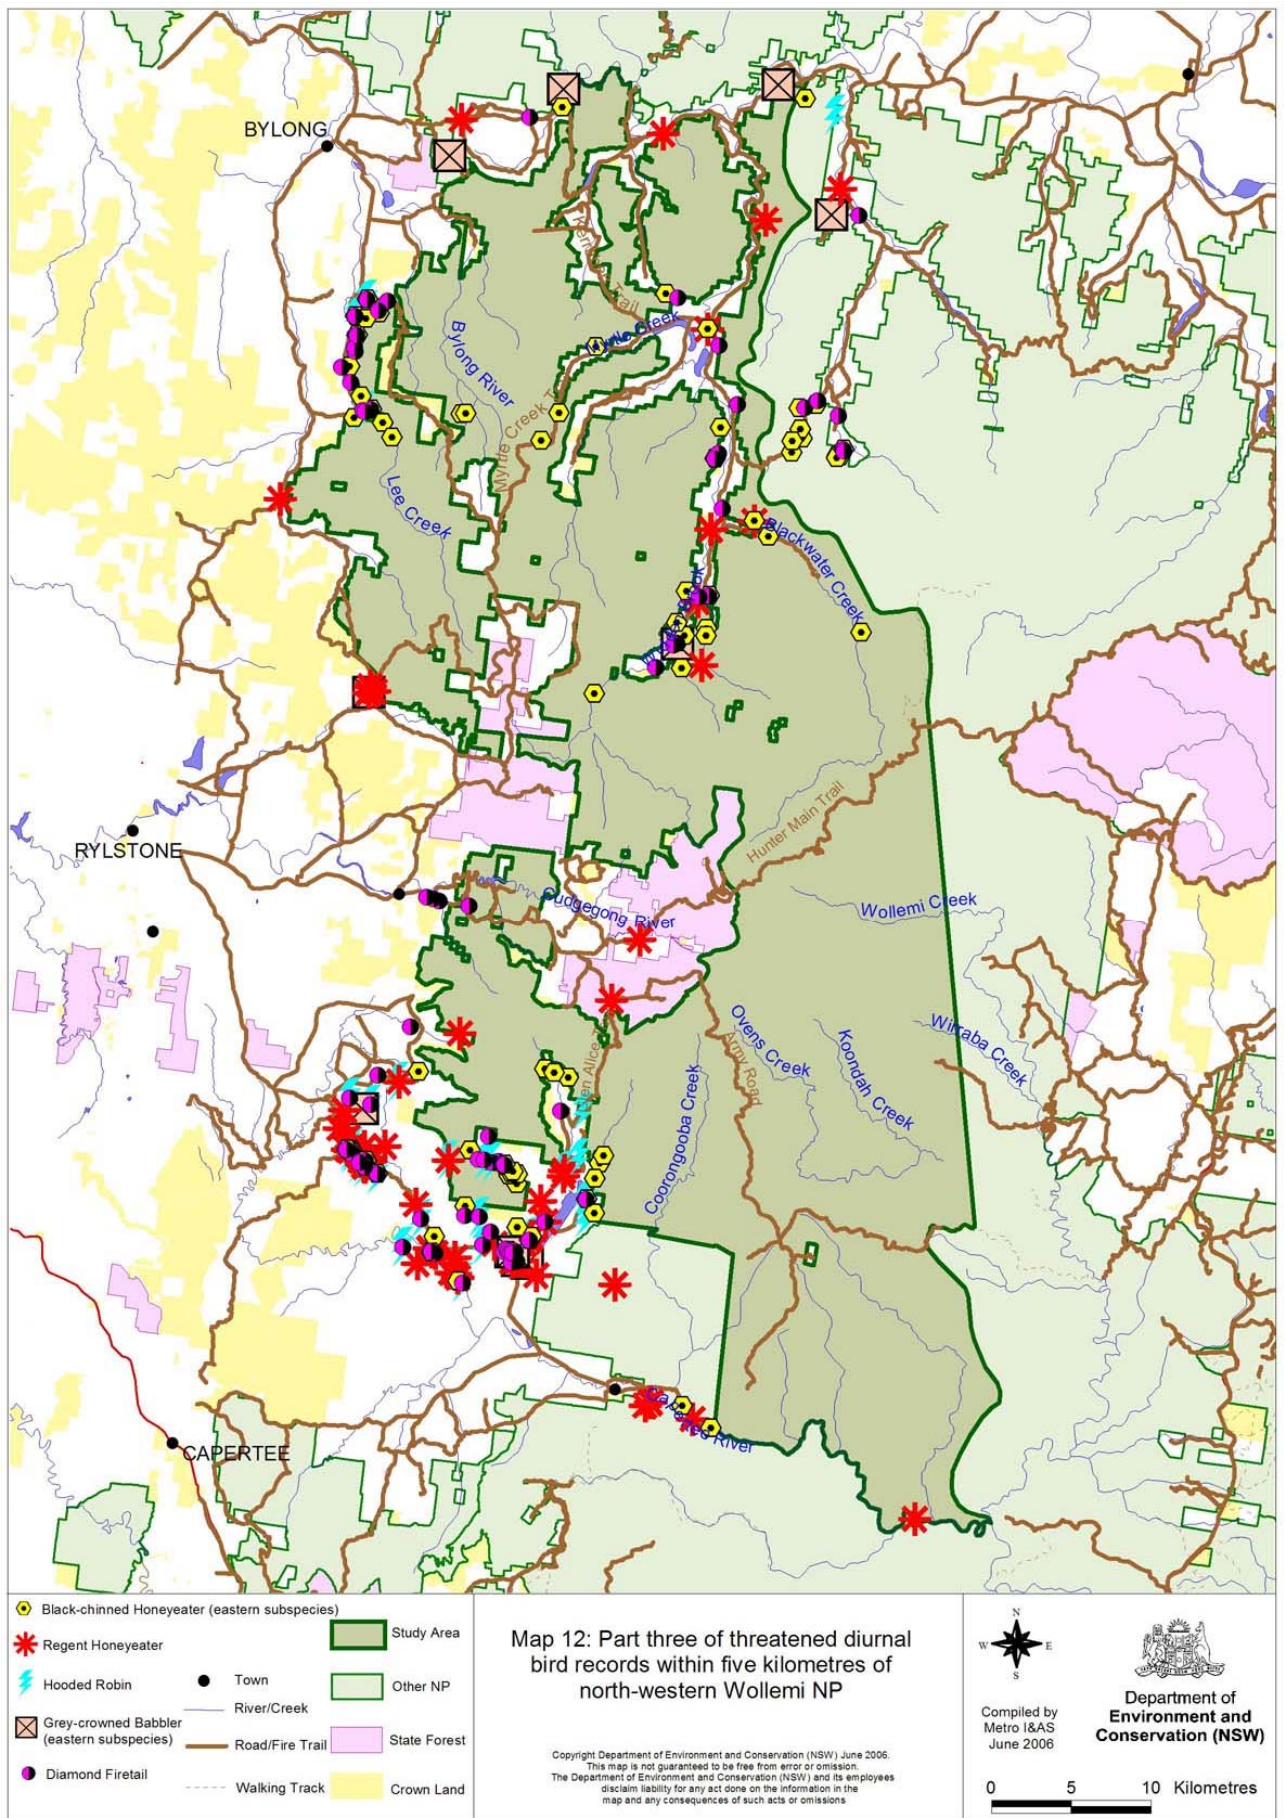 BYLONG
Kerrabee Trail
Myrtle Creek
Bylong River
Myrtle Creek T
Lee Creek
Blackwater Creek
Hunter Main Trail
RYLSTONE
Cudgegong River
Wollemi Creek
Ovens Creek
Army Road
Koondah Creek
Wirraba Creek
Glen Alice
Coorongooba Creek
Capertee River
CAPERTEE
Black-chinned Honeyeater (eastern subspecies)
Regent Honeyeater
Hooded Robin
Grey-crowned Babbler
(eastern subspecies)
Diamond Firetail
Town
River/Creek
Road/Fire Trail
Walking Track
Study Area
Other NP
State Forest
Crown Land
Map 12: Part three of threatened diurnal
bird records within five kilometres of
north-western Wollemi NP
Copyright Department of Environment and Conservation (NSW) June 2006.
This map is not guaranteed to be free from error or omission.
The Department of Environment and Conservation (NSW) and its employees
disclaim liability for any act done on the information in the
map and any consequences of such acts or omissions
N
W E
S
Compiled by
Metro I&AS
June 2006
Department of
Environment and
Conservation (NSW)
0 5 10 Kilometres